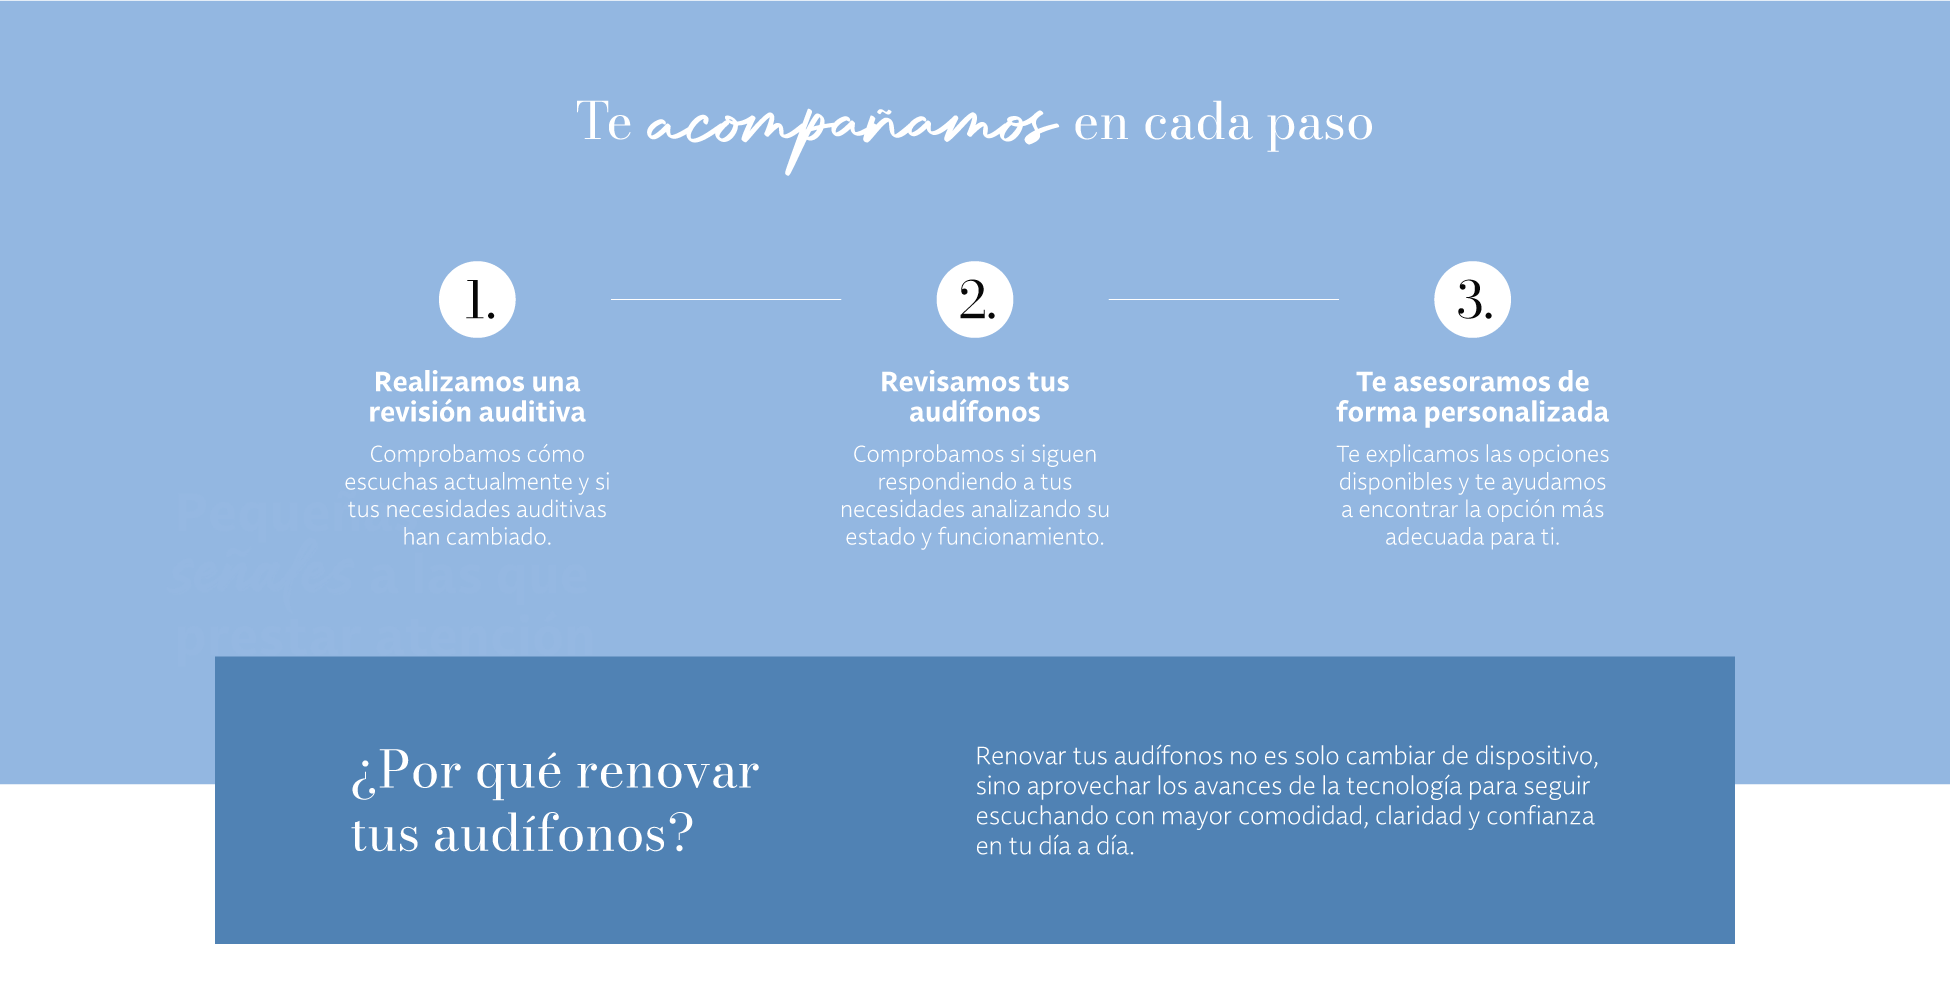 Te acompañamos en cada paso
1.
Realizamos una
revisión auditiva
Comprobamos cómo
escuchas actualmente y si
tus necesidades auditivas
han cambiado.
2.
Revisamos tus
audífonos
Comprobamos si siguen
respondiendo a tus
necesidades analizando su
estado y funcionamiento.
3.
Te asesoramos de
forma personalizada
Te explicamos las opciones
disponibles y te ayudamos
a encontrar la opción más
adecuada para ti.
¿Por qué renovar
tus audífonos?
Renovar tus audífonos no es solo cambiar de dispositivo,
sino aprovechar los avances de la tecnología para seguir
escuchando con mayor comodidad, claridad y confianza
en tu día a día.